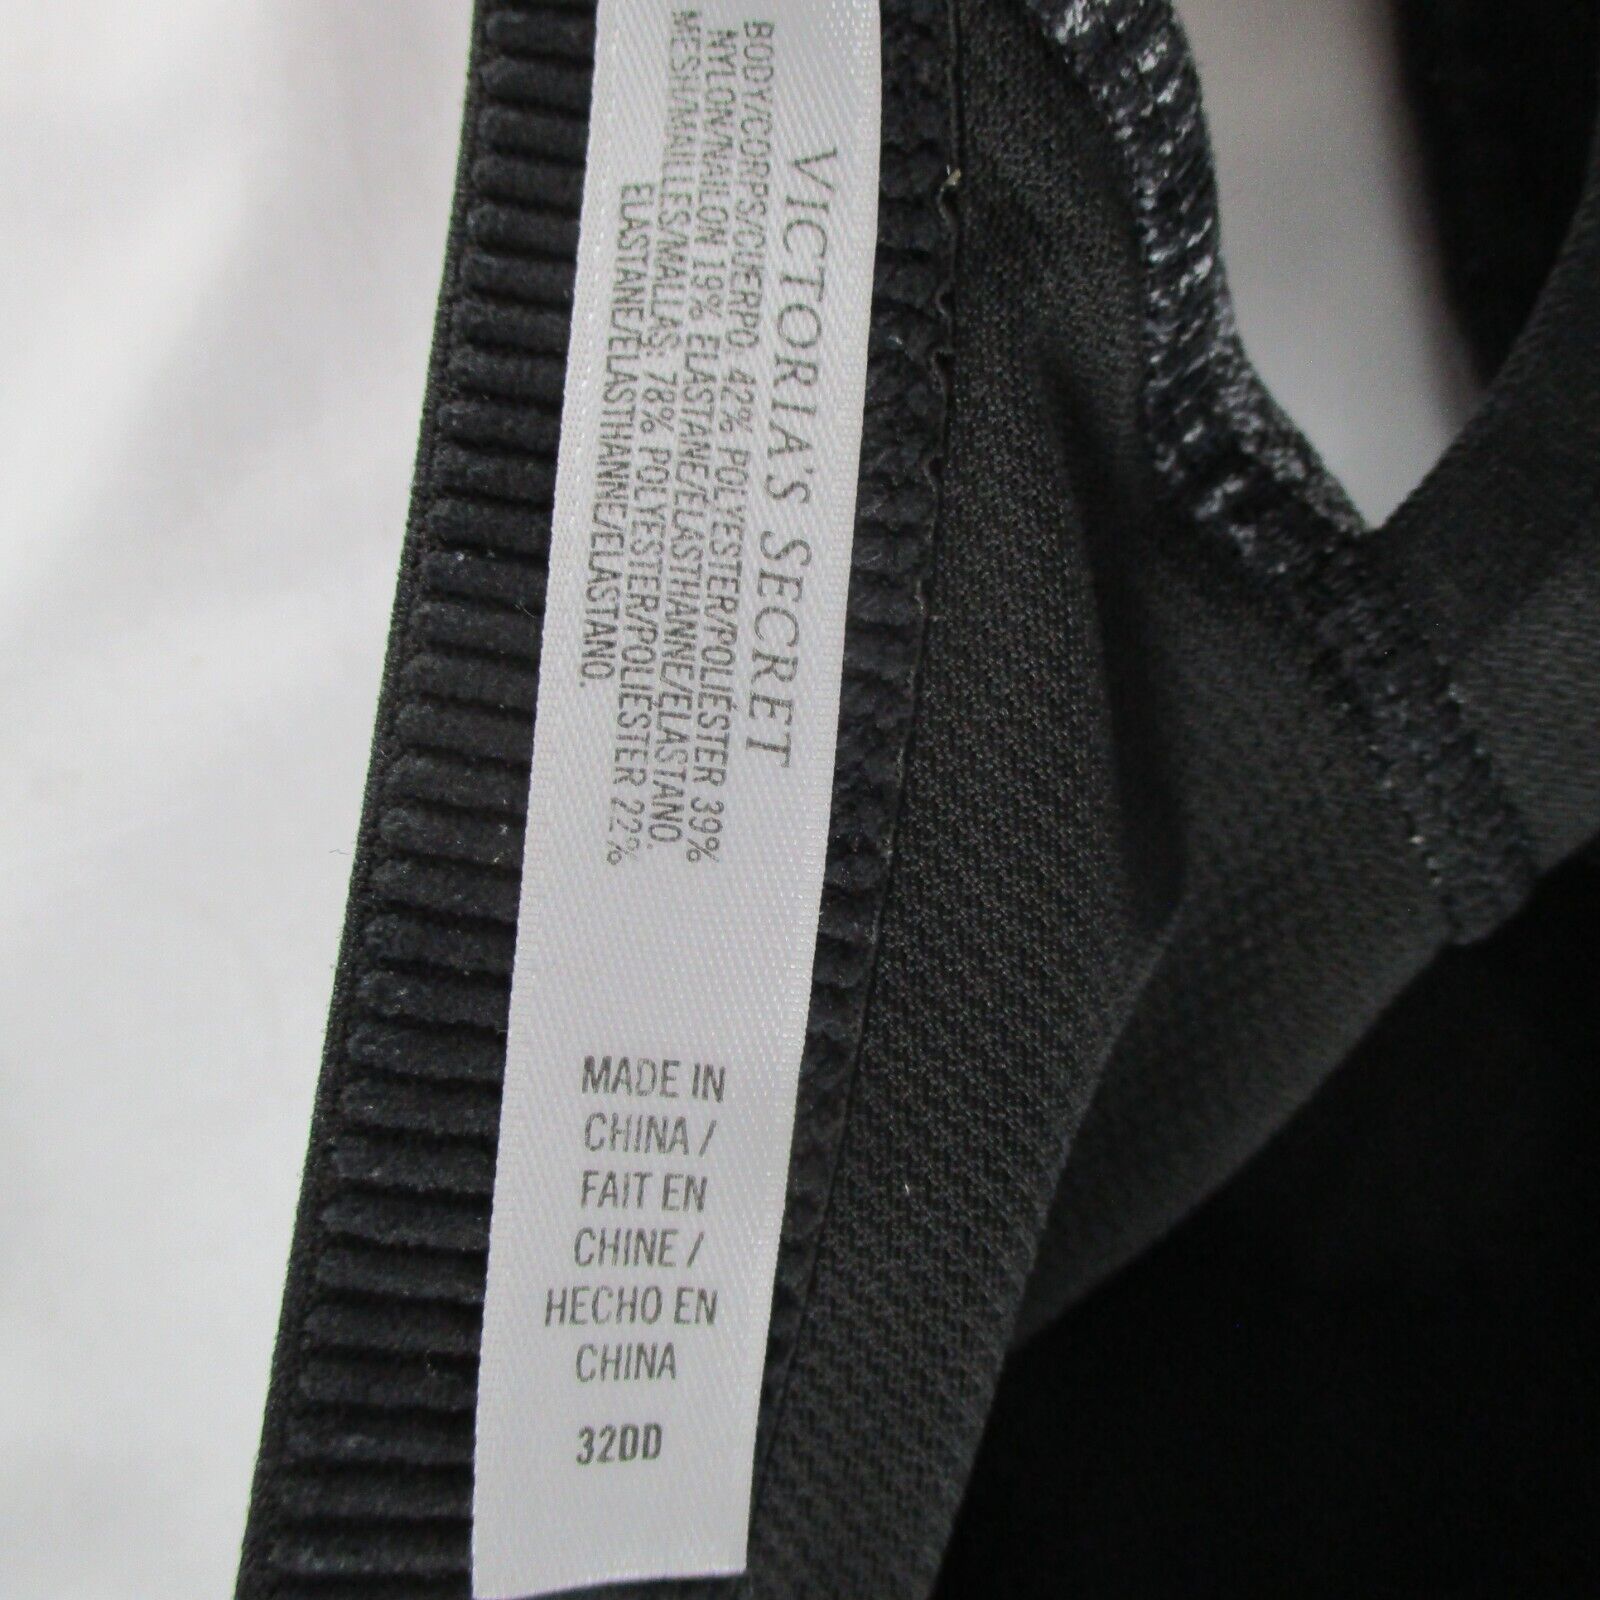 VICTORIA'S SECRET
BODY/CORPS/CUERPO: 42% POLYESTER/POLIÉSTER 39%
NYLON/NAILON 19% ELASTANE/ELASTHANNE/ELASTANO.
MESH/MAILLES/MALLAS: 78% POLYESTER/POLIÉSTER 22%
ELASTANE/ELASTHANNE/ELASTANO.
MADE IN
CHINA /
FAIT EN
CHINE /
HECHO EN
CHINA
32DD